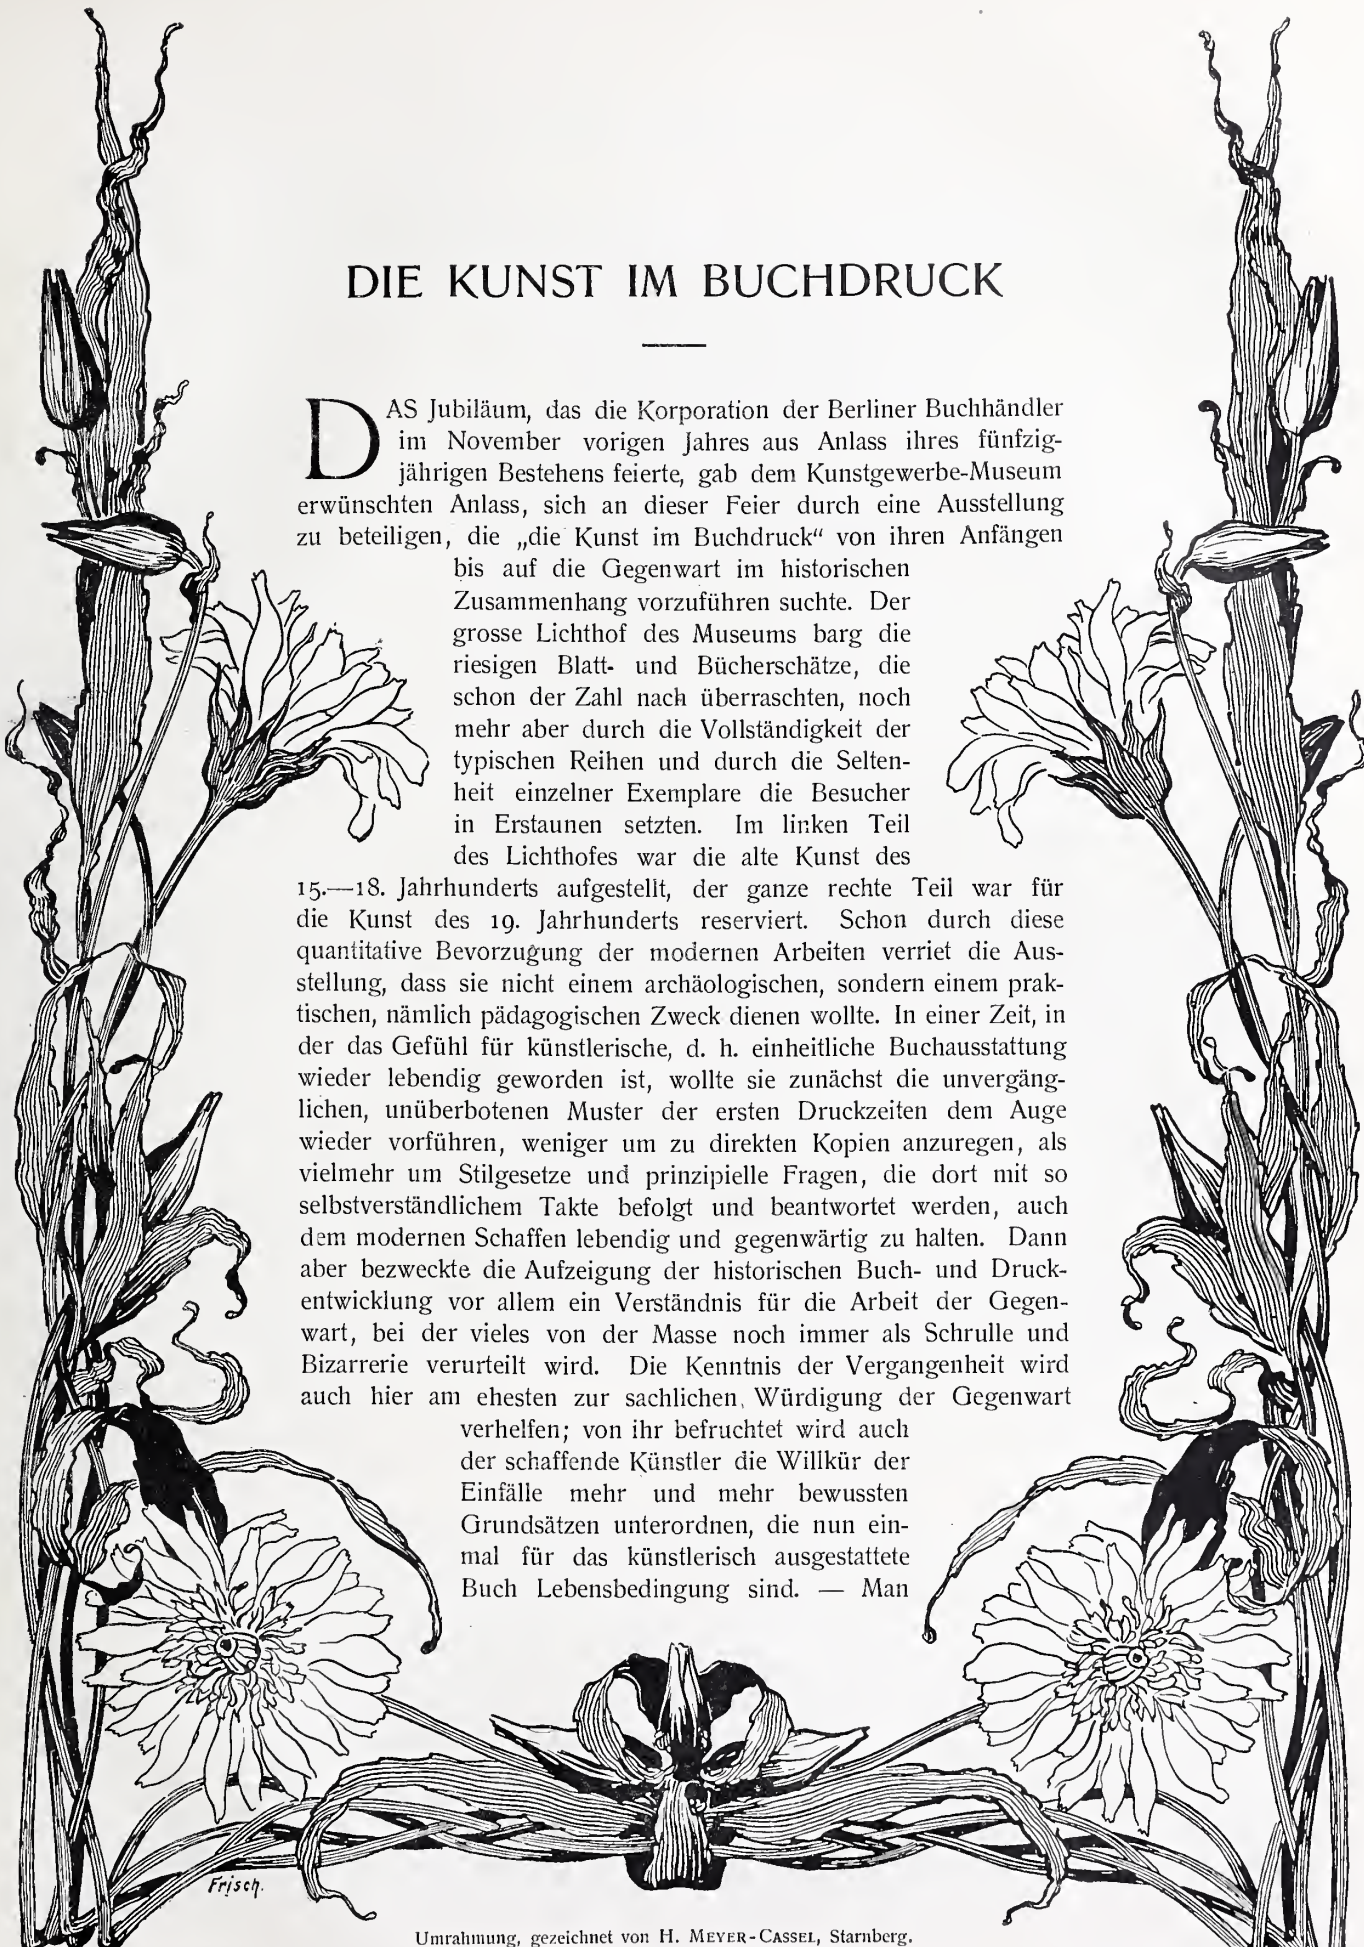 DIE KUNST IM BUCHDRUCK
DAS Jubiläum, das die Korporation der Berliner Buchhändler
im November vorigen Jahres aus Anlass ihres fünfzig-
jährigen Bestehens feierte, gab dem Kunstgewerbe-Museum
erwünschten Anlass, sich an dieser Feier durch eine Ausstellung
zu beteiligen, die „die Kunst im Buchdruck“ von ihren Anfängen
bis auf die Gegenwart im historischen
Zusammenhang vorzuführen suchte. Der
grosse Lichthof des Museums barg die
riesigen Blatt- und Bücherschätze, die
schon der Zahl nach überraschten, noch
mehr aber durch die Vollständigkeit der
typischen Reihen und durch die Selten-
heit einzelner Exemplare die Besucher
in Erstaunen setzten. Im linken Teil
des Lichthofes war die alte Kunst des
15.—18. Jahrhunderts aufgestellt, der ganze rechte Teil war für
die Kunst des 19. Jahrhunderts reserviert. Schon durch diese
quantitative Bevorzugung der modernen Arbeiten verriet die Aus-
stellung, dass sie nicht einem archäologischen, sondern einem prak-
tischen, nämlich pädagogischen Zweck dienen wollte. In einer Zeit, in
der das Gefühl für künstlerische, d. h. einheitliche Buchausstattung
wieder lebendig geworden ist, wollte sie zunächst die unvergäng-
lichen, unüberbotenen Muster der ersten Druckzeiten dem Auge
wieder vorführen, weniger um zu direkten Kopien anzuregen, als
vielmehr um Stilgesetze und prinzipielle Fragen, die dort mit so
selbstverständlichem Takte befolgt und beantwortet werden, auch
dem modernen Schaffen lebendig und gegenwärtig zu halten. Dann
aber bezweckte die Aufzeigung der historischen Buch- und Druck-
entwicklung vor allem ein Verständnis für die Arbeit der Gegen-
wart, bei der vieles von der Masse noch immer als Schrulle und
Bizarrerie verurteilt wird. Die Kenntnis der Vergangenheit wird
auch hier am ehesten zur sachlichen Würdigung der Gegenwart
verhelfen; von ihr befruchtet wird auch
der schaffende Künstler die Willkür der
Einfälle mehr und mehr bewussten
Grundsätzen unterordnen, die nun ein-
mal für das künstlerisch ausgestattete
Buch Lebensbedingung sind. — Man
Frisch.
Umrahmung, gezeichnet von H. MEYER-CASSEL, Starnberg.